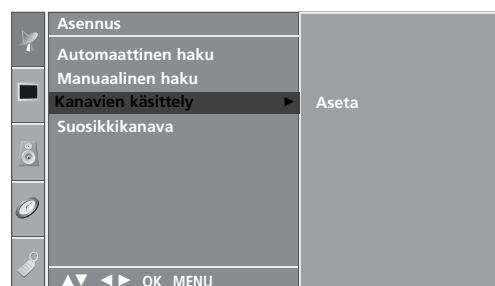 Asennus
Automaattinen haku
Manuaalinen haku
Kanavien käsittely ► Aseta
Suosikkikanava
▲▼ ◄► OK MENU